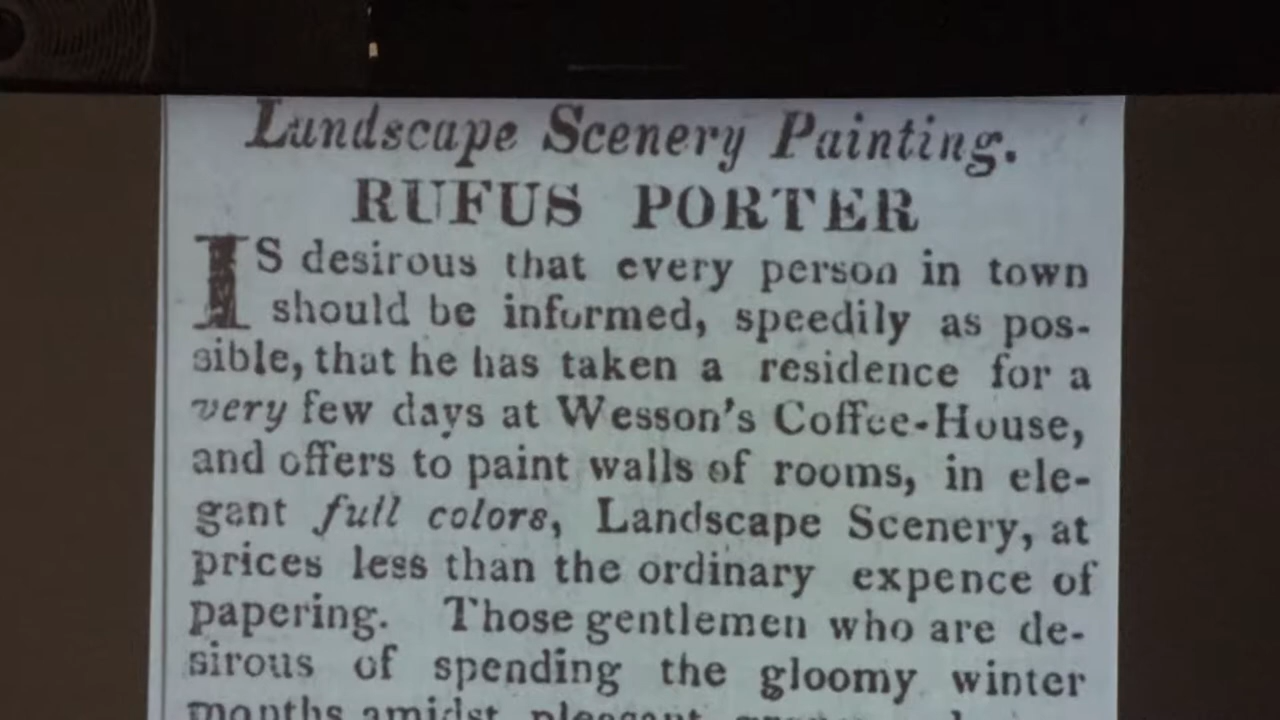 Landscape Scenery Painting.
RUFUS PORTER
IS desirous that every person in town
should be informed, speedily as pos-
sible, that he has taken a residence for a
very few days at Wesson's Coffee-House,
and offers to paint walls of rooms, in ele-
gant full colors, Landscape Scenery, at
prices less than the ordinary expence of
papering. Those gentlemen who are de-
sirous of spending the gloomy winter
months amidst pleasant